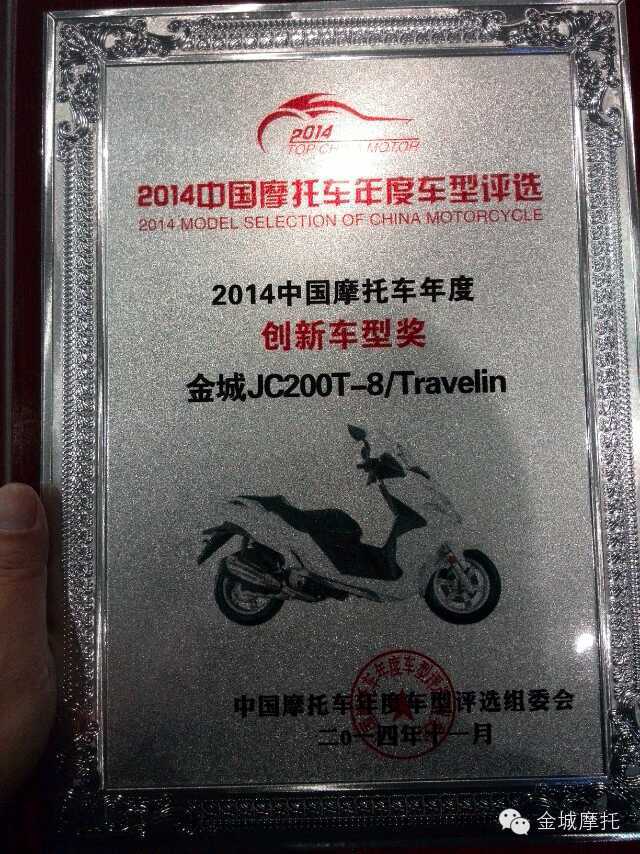 2014
TOP CHINA MOTOR
2014中国摩托车年度车型评选
2014 MODEL SELECTION OF CHINA MOTORCYCLE
2014中国摩托车年度
创新车型奖
金城JC200T-8/Travelin
中国摩托车年度车型评选组委会
二0一四年十一月
金城摩托